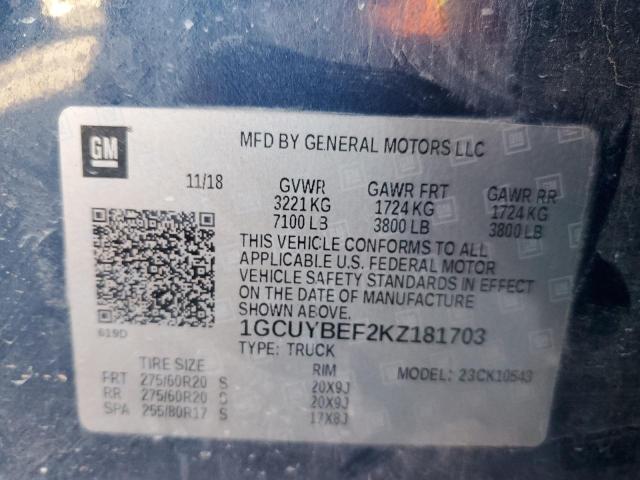 GM
MFD BY GENERAL MOTORS LLC
11/18 GVWR GAWR FRT GAWR RR
3221 KG 1724 KG 1724 KG
7100 LB 3800 LB 3800 LB
THIS VEHICLE CONFORMS TO ALL
APPLICABLE U.S. FEDERAL MOTOR
VEHICLE SAFETY STANDARDS IN EFFECT
ON THE DATE OF MANUFACTURE
SHOWN ABOVE.
619D 1GCUYBEF2KZ181703
TYPE: TRUCK
TIRE SIZE RIM MODEL: 23CK10543
FRT 275/60R20 S 20X9J
RR 275/60R20 S 20X9J
SPA 255/80R17 S 17X8J